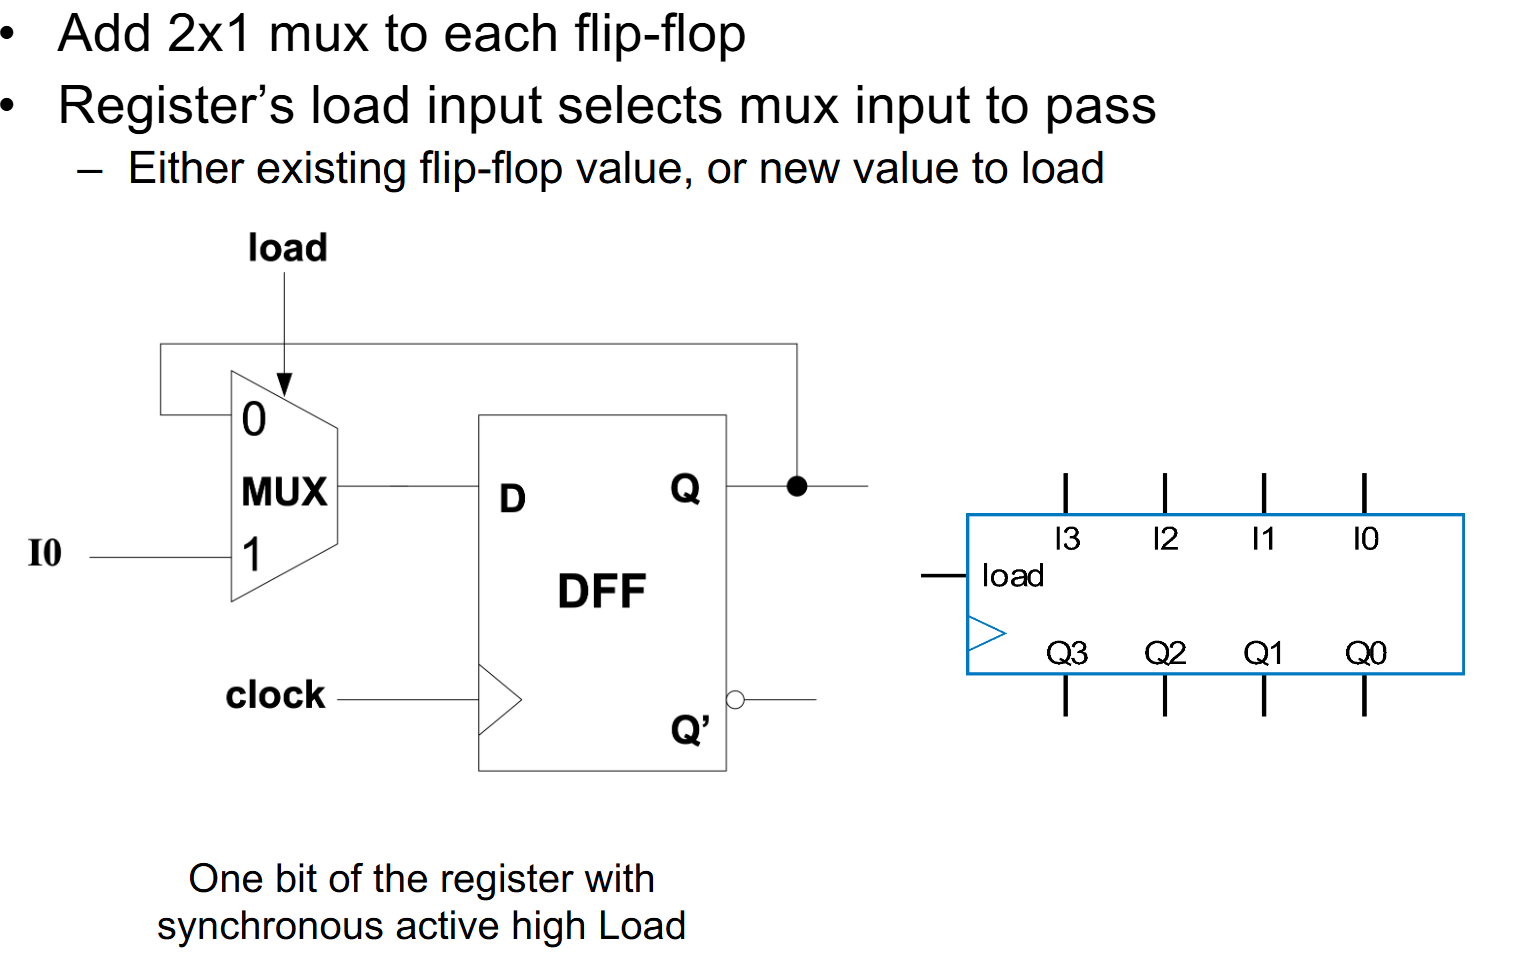 • Add 2x1 mux to each flip-flop
• Register’s load input selects mux input to pass
– Either existing flip-flop value, or new value to load
load
0
MUX
1
I0
D
Q
DFF
clock
Q’
I3 I2 I1 I0
load
Q3 Q2 Q1 Q0
One bit of the register with
synchronous active high Load